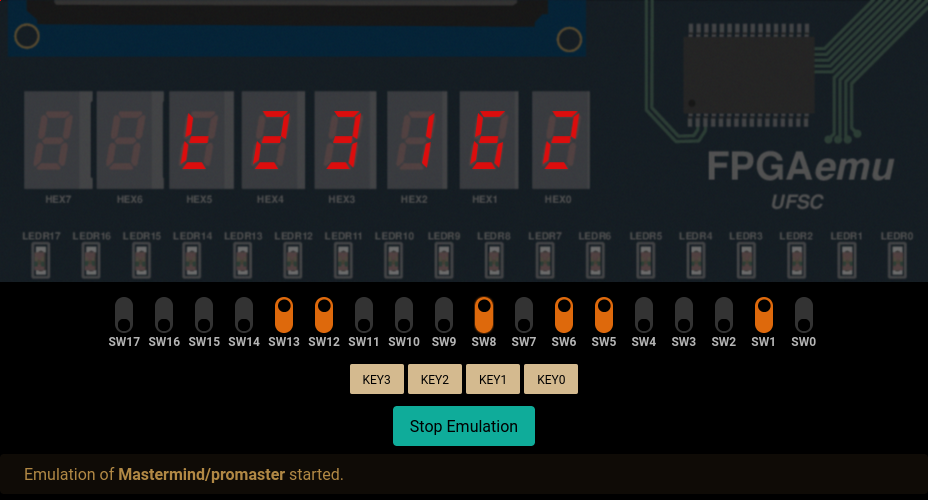 t 2 3 1 6 2
HEX7 HEX6 HEX5 HEX4 HEX3 HEX2 HEX1 HEX0
FPGAemu
UFSC
LEDR17 LEDR16 LEDR15 LEDR14 LEDR13 LEDR12 LEDR11 LEDR10 LEDR9 LEDR8 LEDR7 LEDR6 LEDR5 LEDR4 LEDR3 LEDR2 LEDR1 LEDR0
SW17 SW16 SW15 SW14 SW13 SW12 SW11 SW10 SW9 SW8 SW7 SW6 SW5 SW4 SW3 SW2 SW1 SW0
KEY3 KEY2 KEY1 KEY0
Stop Emulation
Emulation of Mastermind/promaster started.